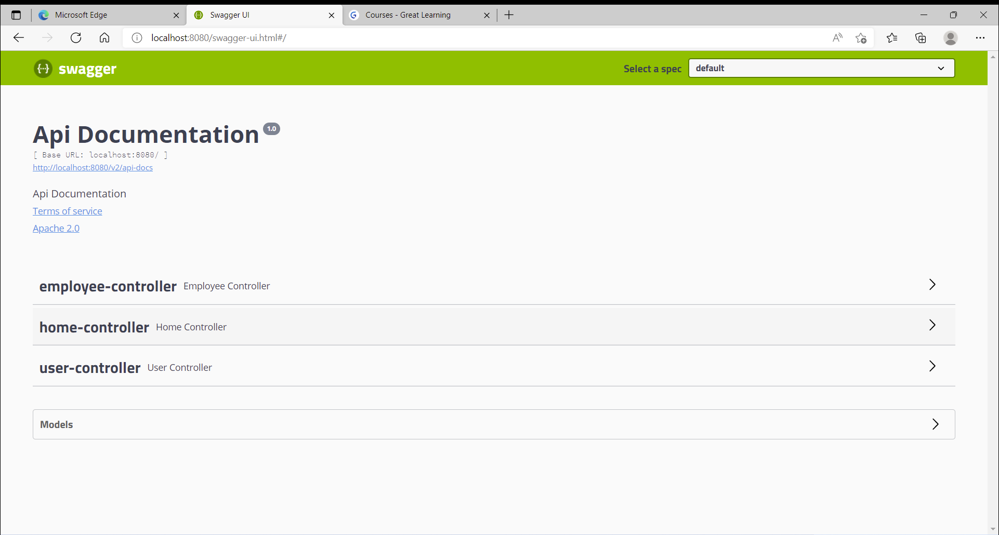 Microsoft Edge
Swagger UI
Courses - Great Learning
localhost:8080/swagger-ui.html#/
swagger
Select a spec
default
Api Documentation 1.0
[ Base URL: localhost:8080/ ]
http://localhost:8080/v2/api-docs
Api Documentation
Terms of service
Apache 2.0
employee-controller Employee Controller
home-controller Home Controller
user-controller User Controller
Models